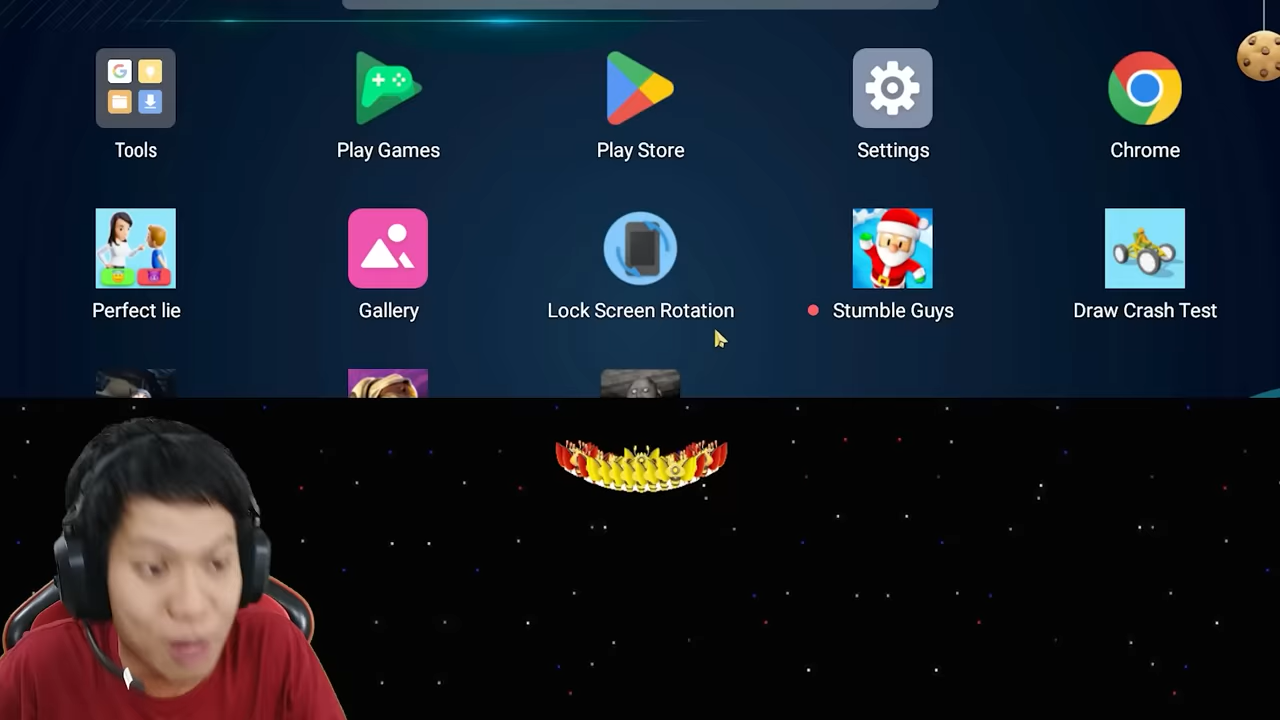 Tools
Play Games
Play Store
Settings
Chrome
Perfect lie
Gallery
Lock Screen Rotation
Stumble Guys
Draw Crash Test